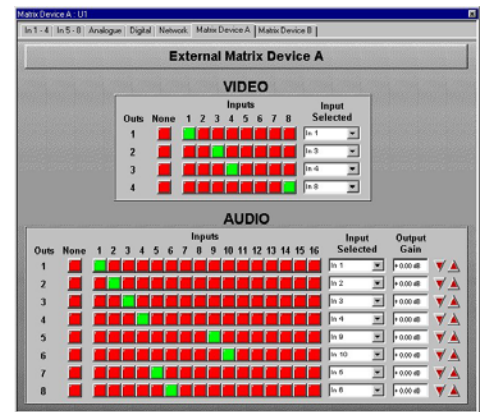 Matrix Device A : U1
In 1 - 4 In 5 - 8 Analogue Digital Network Matrix Device A Matrix Device B
External Matrix Device A
VIDEO
Inputs Input
Outs None 1 2 3 4 5 6 7 8 Selected
1 In 1
2 In 3
3 In 4
4 In 8
AUDIO
Inputs Input Output
Outs None 1 2 3 4 5 6 7 8 9 10 11 12 13 14 15 16 Selected Gain
1 In 1 + 0.00 dB
2 In 2 + 0.00 dB
3 In 3 + 0.00 dB
4 In 4 + 0.00 dB
5 In 9 + 0.00 dB
6 In 10 + 0.00 dB
7 In 5 + 0.00 dB
8 In 6 + 0.00 dB